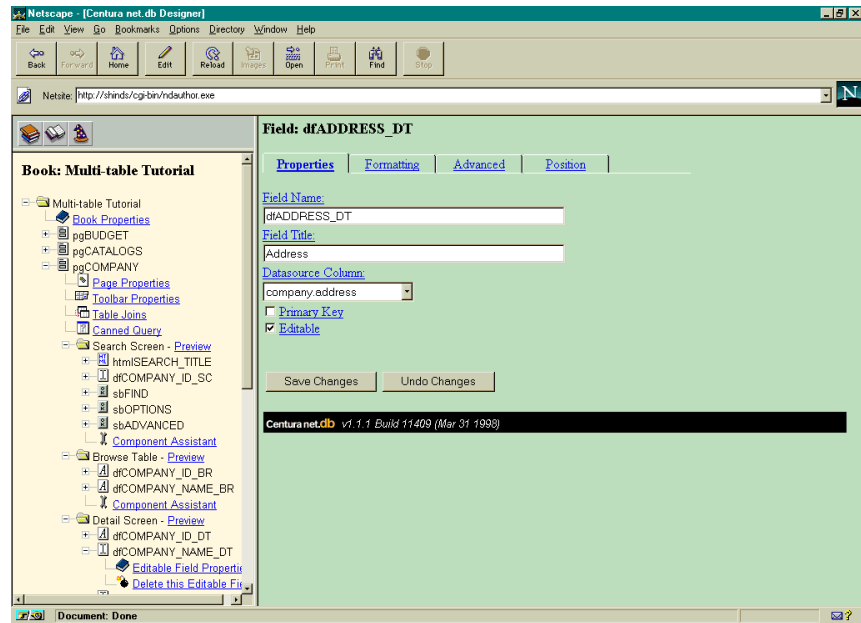 Netscape - [Centura net.db Designer]
File Edit View Go Bookmarks Options Directory Window Help
Back Forward Home Edit Reload Images Open Print Find Stop
Netsite: http://shinds/cgi-bin/ndauthor.exe
N
Book: Multi-table Tutorial
Multi-table Tutorial
Book Properties
pgBUDGET
pgCATALOGS
pgCOMPANY
Page Properties
Toolbar Properties
Table Joins
Canned Query
Search Screen - Preview
htmlSEARCH_TITLE
dfCOMPANY_ID_SC
sbFIND
sbOPTIONS
sbADVANCED
Component Assistant
Browse Table - Preview
dfCOMPANY_ID_BR
dfCOMPANY_NAME_BR
Component Assistant
Detail Screen - Preview
dfCOMPANY_ID_DT
dfCOMPANY_NAME_DT
Editable Field Propertie
Delete this Editable Fie
Field: dfADDRESS_DT
Properties Formatting Advanced Position
Field Name:
dfADDRESS_DT
Field Title:
Address
Datasource Column:
company.address
Primary Key
Editable
Save Changes Undo Changes
Centura net.db v1.1.1 Build 11409 (Mar 31 1998)
Document: Done